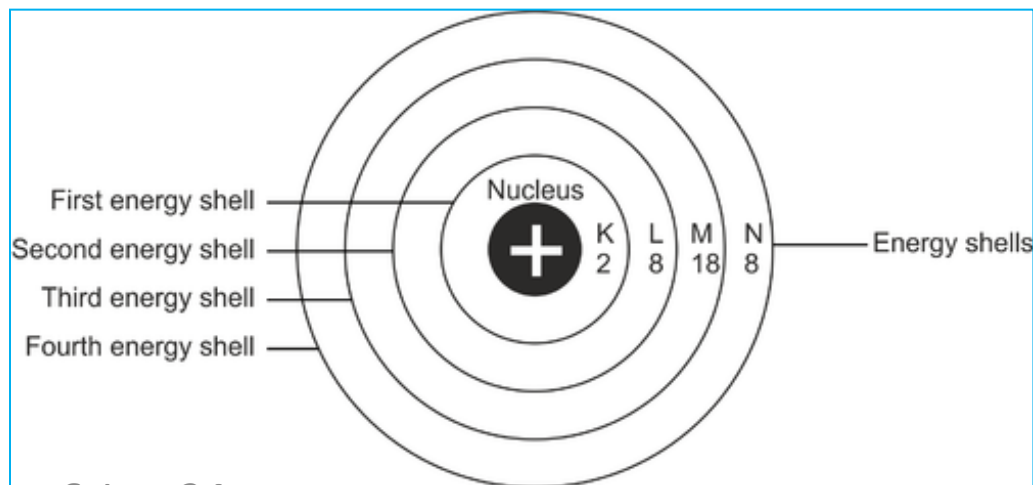 Nucleus
First energy shell
Second energy shell
Third energy shell
Fourth energy shell
K L M N
2 8 18 8
Energy shells